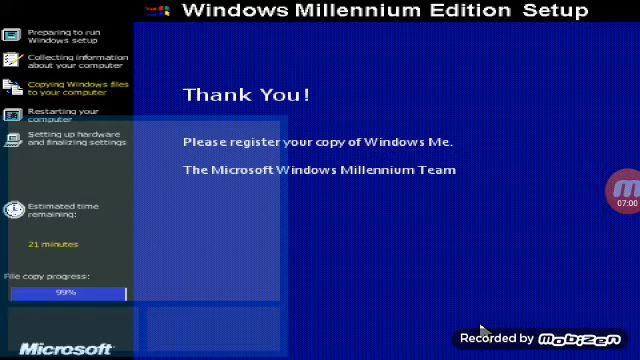 Windows Millennium Edition Setup
Preparing to run
Windows setup
Collecting information
about your computer
Copying Windows files
to your computer
Restarting your
computer
Setting up hardware
and finalizing settings
Estimated time
remaining:
21 minutes
File copy progress:
99%
Microsoft
Thank You!
Please register your copy of Windows Me.
The Microsoft Windows Millennium Team
07:00
Recorded by mobizen